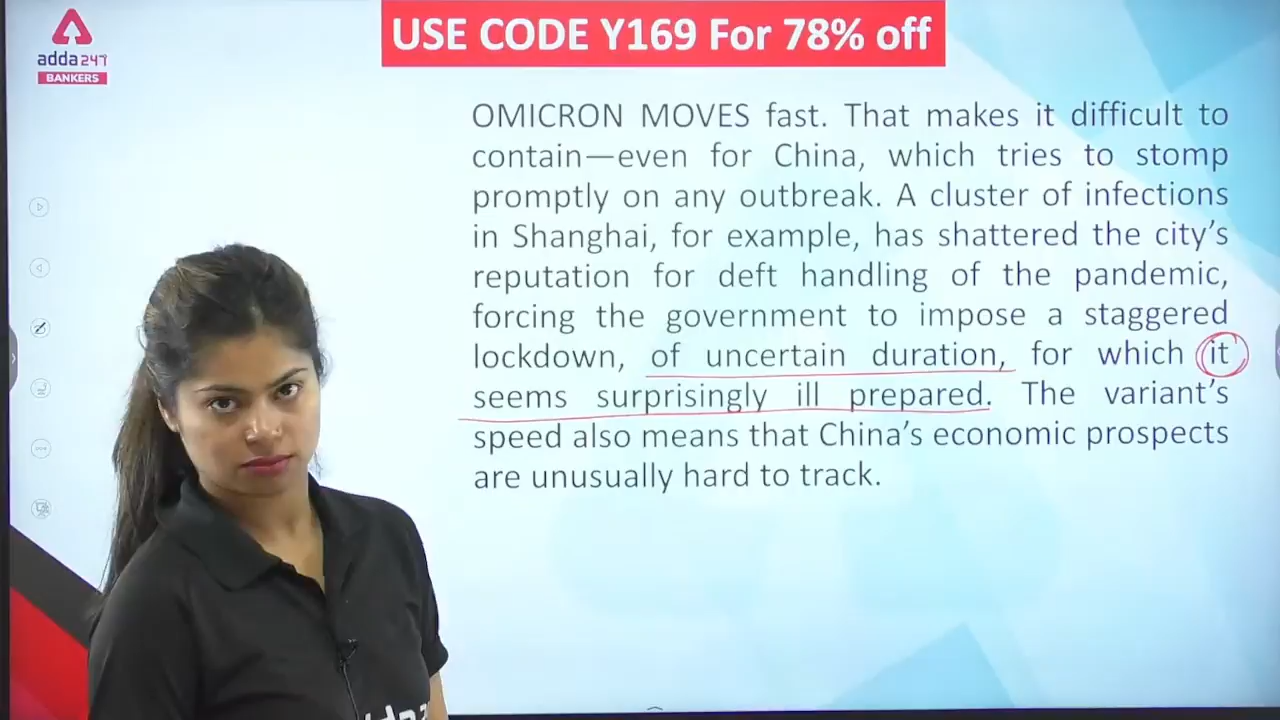 USE CODE Y169 For 78% off
adda247
BANKERS
OMICRON MOVES fast. That makes it difficult to
contain—even for China, which tries to stomp
promptly on any outbreak. A cluster of infections
in Shanghai, for example, has shattered the city's
reputation for deft handling of the pandemic,
forcing the government to impose a staggered
lockdown, of uncertain duration, for which it
seems surprisingly ill prepared. The variant's
speed also means that China's economic prospects
are unusually hard to track.